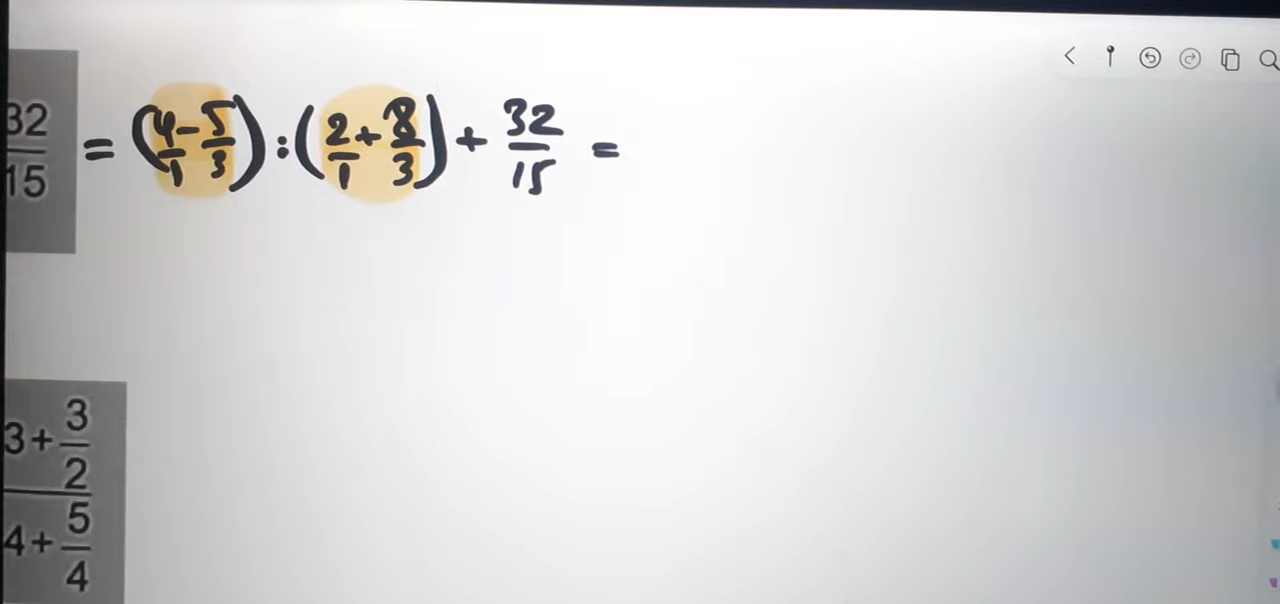 32/15 = (4/1 - 5/3) : (2/1 + 8/3) + 32/15 =
3 + 3/2
4 + 5/4